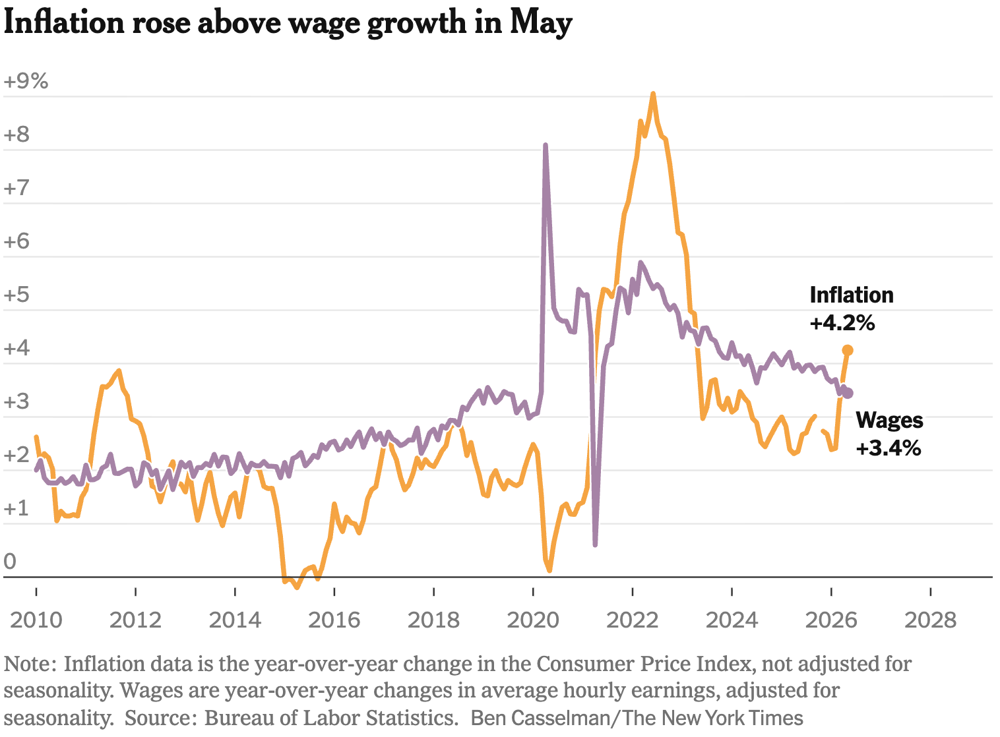 Inflation rose above wage growth in May
+9%
+8
+7
+6
+5
+4
+3
+2
+1
0
Inflation
+4.2%
Wages
+3.4%
2010 2012 2014 2016 2018 2020 2022 2024 2026 2028
Note: Inflation data is the year-over-year change in the Consumer Price Index, not adjusted for
seasonality. Wages are year-over-year changes in average hourly earnings, adjusted for
seasonality. Source: Bureau of Labor Statistics. Ben Casselman/The New York Times